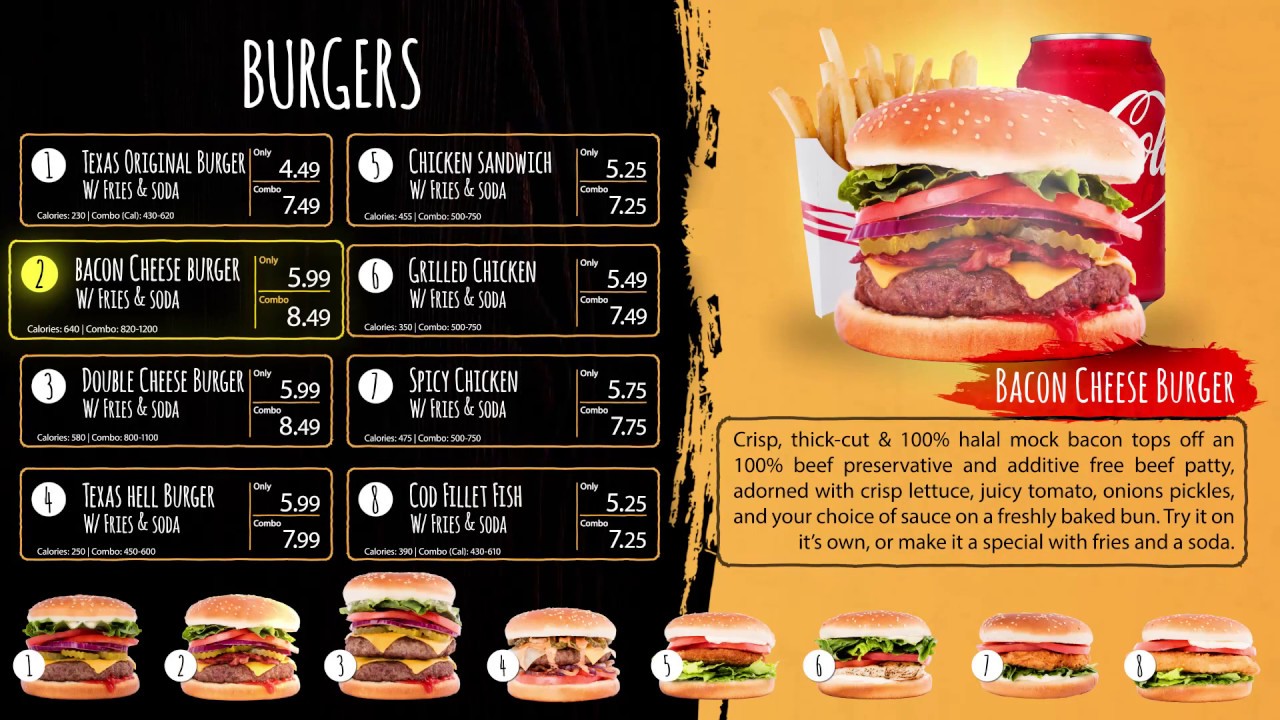 BURGERS
1
TEXAS ORIGINAL BURGER
W/ FRIES & SODA
Only
4.49
Combo
7.49
Calories: 230 | Combo (Cal): 430-620
2
BACON CHEESE BURGER
W/ FRIES & SODA
Only
5.99
Combo
8.49
Calories: 640 | Combo: 820-1200
3
DOUBLE CHEESE BURGER
W/ FRIES & SODA
Only
5.99
Combo
8.49
Calories: 580 | Combo: 800-1100
4
TEXAS HELL BURGER
W/ FRIES & SODA
Only
5.99
Combo
7.99
Calories: 250 | Combo: 450-600
5
CHICKEN SANDWICH
W/ FRIES & SODA
Only
5.25
Combo
7.25
Calories: 455 | Combo: 500-750
6
GRILLED CHICKEN
W/ FRIES & SODA
Only
5.49
Combo
7.49
Calories: 350 | Combo: 500-750
7
SPICY CHICKEN
W/ FRIES & SODA
Only
5.75
Combo
7.75
Calories: 475 | Combo: 500-750
8
COD FILLET FISH
W/ FRIES & SODA
Only
5.25
Combo
7.25
Calories: 390 | Combo (Cal): 430-610
BACON CHEESE BURGER
Crisp, thick-cut & 100% halal mock bacon tops off an
100% beef preservative and additive free beef patty,
adorned with crisp lettuce, juicy tomato, onions pickles,
and your choice of sauce on a freshly baked bun. Try it on
it's own, or make it a special with fries and a soda.
1
2
3
4
5
6
7
8